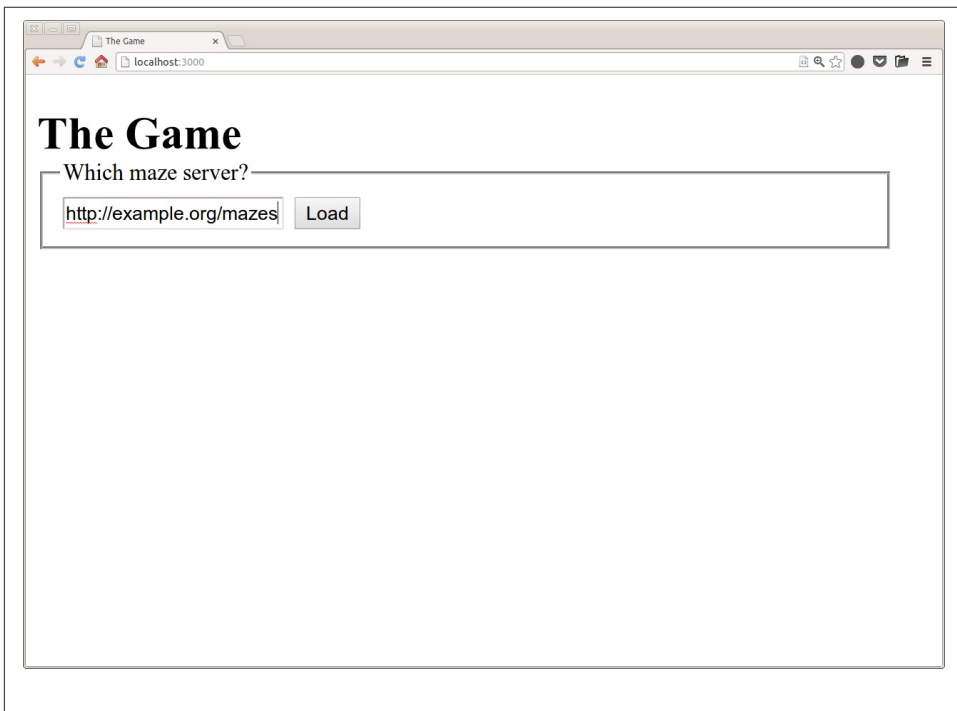 The Game
localhost:3000
The Game
Which maze server?
http://example.org/mazes Load